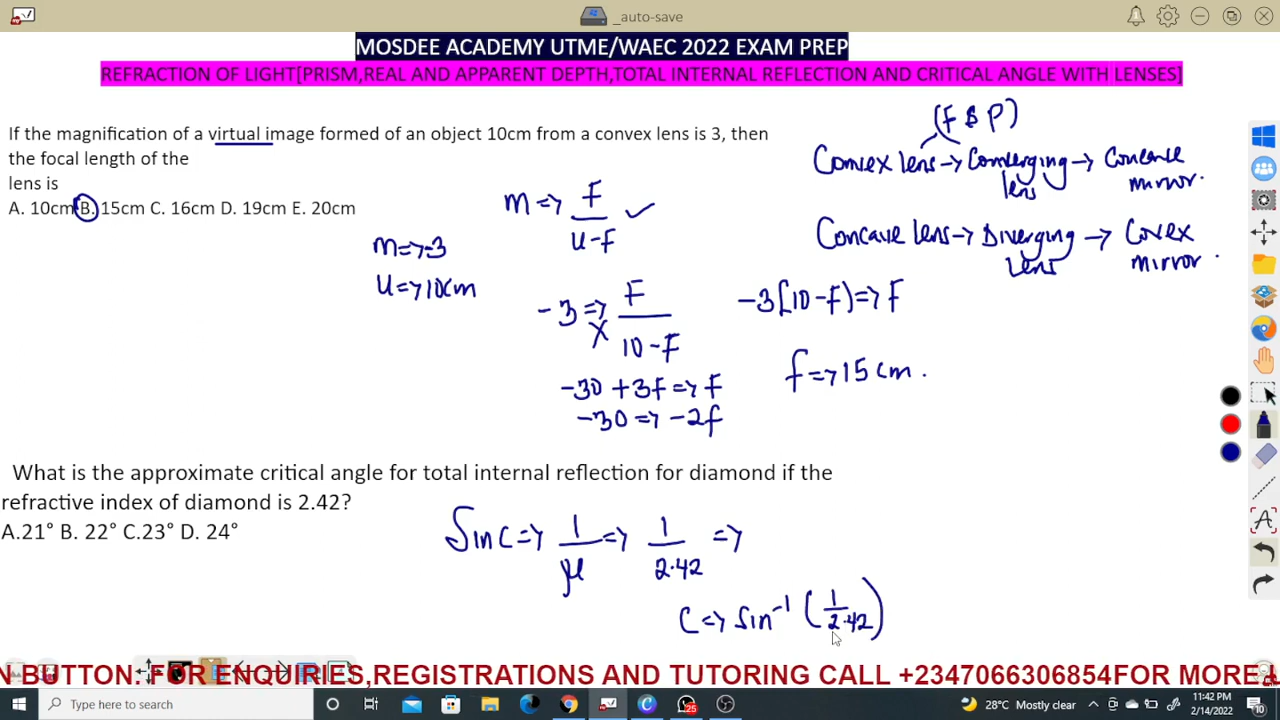 _auto-save
MOSDEE ACADEMY UTME/WAEC 2022 EXAM PREP
REFRACTION OF LIGHT[PRISM,REAL AND APPARENT DEPTH,TOTAL INTERNAL REFLECTION AND CRITICAL ANGLE WITH LENSES]
(F & P)
If the magnification of a virtual image formed of an object 10cm from a convex lens is 3, then
the focal length of the
lens is
A. 10cm B. 15cm C. 16cm D. 19cm E. 20cm
Convex lens → Converging lens → Concave mirror.
Concave lens → Diverging lens → Covex mirror.
m => F / u-F ✓
m => -3
u => 10cm
-3 => F / 10-F
X
-3[10-F) => F
-30 + 3F => F
-30 => -2f
f => 15cm.
What is the approximate critical angle for total internal reflection for diamond if the
refractive index of diamond is 2.42?
A.21° B. 22° C.23° D. 24°
Sin C => 1/μ => 1/2.42 =>
C => Sin⁻¹ (1/2.42)
N BUTTON. FOR ENQUIRIES,REGISTRATIONS AND TUTORING CALL +2347066306854FOR MORE
Type here to search
25
28°C Mostly clear
11:42 PM
2/14/2022
10